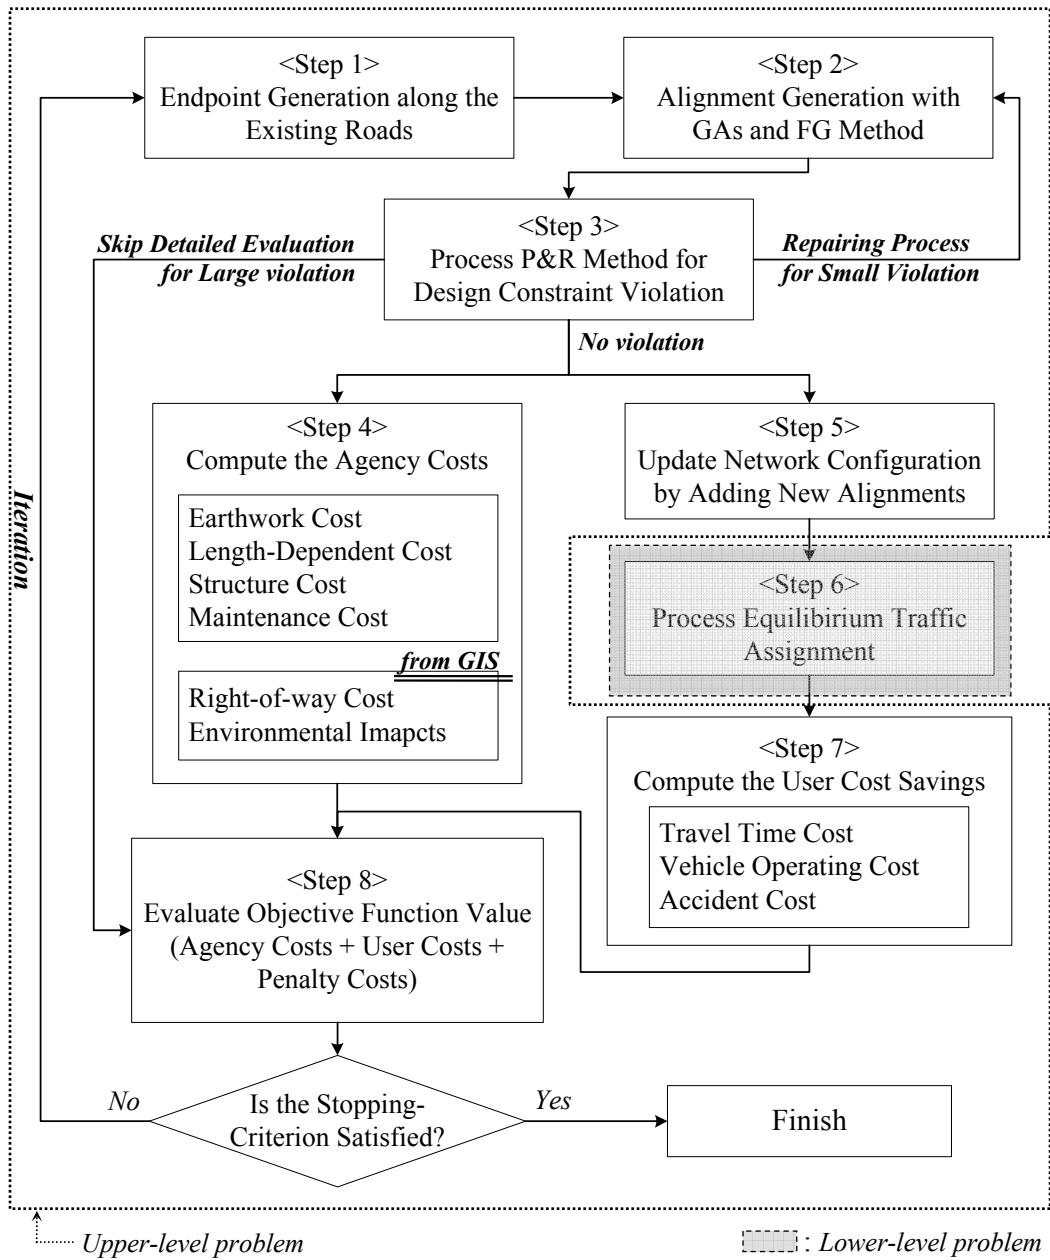 <Step 1>
Endpoint Generation along the
Existing Roads
<Step 2>
Alignment Generation with
GAs and FG Method
<Step 3>
Process P&R Method for
Design Constraint Violation
Skip Detailed Evaluation
for Large violation
Repairing Process
for Small Violation
No violation
<Step 4>
Compute the Agency Costs
Earthwork Cost
Length-Dependent Cost
Structure Cost
Maintenance Cost
from GIS
Right-of-way Cost
Environmental Imapcts
<Step 5>
Update Network Configuration
by Adding New Alignments
<Step 6>
Process Equilibirium Traffic
Assignment
<Step 7>
Compute the User Cost Savings
Travel Time Cost
Vehicle Operating Cost
Accident Cost
Iteration
<Step 8>
Evaluate Objective Function Value
(Agency Costs + User Costs +
Penalty Costs)
No
Is the Stopping-
Criterion Satisfied?
Yes
Finish
Upper-level problem
: Lower-level problem